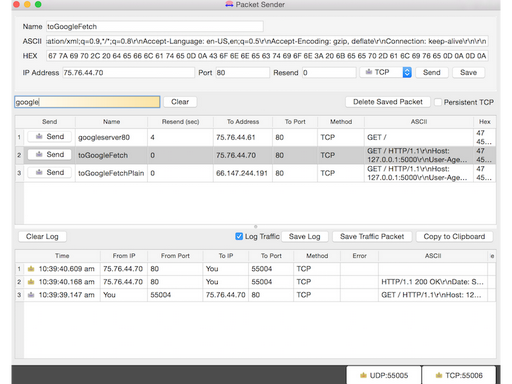 Packet Sender
Name toGoogleFetch
ASCII ation/xml;q=0.9,*/*;q=0.8\r\nAccept-Language: en-US,en;q=0.5\r\nAccept-Encoding: gzip, deflate\r\nConnection: keep-alive\r\n\r\n
HEX 67 7A 69 70 2C 20 64 65 66 6C 61 74 65 0D 0A 43 6F 6E 6E 65 63 74 69 6F 6E 3A 20 6B 65 65 70 2D 61 6C 69 76 65 0D 0A 0D 0A
IP Address 75.76.44.70 Port 80 Resend 0 TCP Send Save
google Clear Delete Saved Packet Persistent TCP
Send Name Resend (sec) To Address To Port Method ASCII Hex
1 Send googleserver80 4 75.76.44.61 80 TCP GET / 47 45...
2 Send toGoogleFetch 0 75.76.44.70 80 TCP GET / HTTP/1.1\r\nHost: 127.0.0.1:5000\r\nUser-Age... 47 45...
3 Send toGoogleFetchPlain 0 66.147.244.191 80 TCP GET / HTTP/1.1\r\nHost: 127.0.0.1:5000\r\nUser-Age... 47 45...
Clear Log Log Traffic Save Log Save Traffic Packet Copy to Clipboard
Time From IP From Port To IP To Port Method Error ASCII e
1 10:39:40.609 am 75.76.44.70 80 You 55004 TCP
2 10:39:40.168 am 75.76.44.70 80 You 55004 TCP HTTP/1.1 200 OK\r\nDate: S...
3 10:39:39.147 am You 55004 75.76.44.70 80 TCP GET / HTTP/1.1\r\nHost: 12...
UDP:55005 TCP:55006